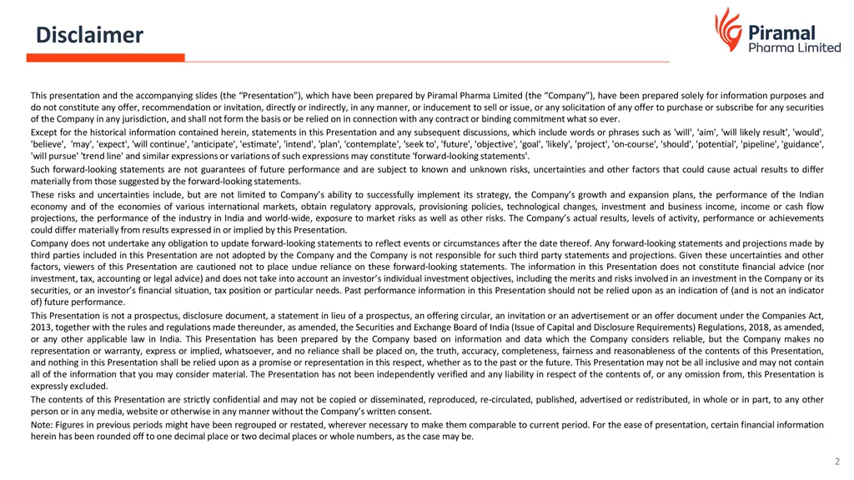 Disclaimer
Piramal
Pharma Limited
This presentation and the accompanying slides (the “Presentation”), which have been prepared by Piramal Pharma Limited (the “Company”), have been prepared solely for information purposes and
do not constitute any offer, recommendation or invitation, directly or indirectly, in any manner, or inducement to sell or issue, or any solicitation of any offer to purchase or subscribe for any securities
of the Company in any jurisdiction, and shall not form the basis or be relied on in connection with any contract or binding commitment what so ever.
Except for the historical information contained herein, statements in this Presentation and any subsequent discussions, which include words or phrases such as 'will', 'aim', 'will likely result', 'would',
'believe', 'may', 'expect', 'will continue', 'anticipate', 'estimate', 'intend', 'plan', 'contemplate', 'seek to', 'future', 'objective', 'goal', 'likely', 'project', 'on-course', 'should', 'potential', 'pipeline', 'guidance',
'will pursue' 'trend line' and similar expressions or variations of such expressions may constitute 'forward-looking statements'.
Such forward-looking statements are not guarantees of future performance and are subject to known and unknown risks, uncertainties and other factors that could cause actual results to differ
materially from those suggested by the forward-looking statements.
These risks and uncertainties include, but are not limited to Company’s ability to successfully implement its strategy, the Company’s growth and expansion plans, the performance of the Indian
economy and of the economies of various international markets, obtain regulatory approvals, provisioning policies, technological changes, investment and business income, income or cash flow
projections, the performance of the industry in India and world-wide, exposure to market risks as well as other risks. The Company’s actual results, levels of activity, performance or achievements
could differ materially from results expressed in or implied by this Presentation.
Company does not undertake any obligation to update forward-looking statements to reflect events or circumstances after the date thereof. Any forward-looking statements and projections made by
third parties included in this Presentation are not adopted by the Company and the Company is not responsible for such third party statements and projections. Given these uncertainties and other
factors, viewers of this Presentation are cautioned not to place undue reliance on these forward-looking statements. The information in this Presentation does not constitute financial advice (nor
investment, tax, accounting or legal advice) and does not take into account an investor’s individual investment objectives, including the merits and risks involved in an investment in the Company or its
securities, or an investor’s financial situation, tax position or particular needs. Past performance information in this Presentation should not be relied upon as an indication of (and is not an indicator
of) future performance.
This Presentation is not a prospectus, disclosure document, a statement in lieu of a prospectus, an offering circular, an invitation or an advertisement or an offer document under the Companies Act,
2013, together with the rules and regulations made thereunder, as amended, the Securities and Exchange Board of India (Issue of Capital and Disclosure Requirements) Regulations, 2018, as amended,
or any other applicable law in India. This Presentation has been prepared by the Company based on information and data which the Company considers reliable, but the Company makes no
representation or warranty, express or implied, whatsoever, and no reliance shall be placed on, the truth, accuracy, completeness, fairness and reasonableness of the contents of this Presentation,
and nothing in this Presentation shall be relied upon as a promise or representation in this respect, whether as to the past or the future. This Presentation may not be all inclusive and may not contain
all of the information that you may consider material. The Presentation has not been independently verified and any liability in respect of the contents of, or any omission from, this Presentation is
expressly excluded.
The contents of this Presentation are strictly confidential and may not be copied or disseminated, reproduced, re-circulated, published, advertised or redistributed, in whole or in part, to any other
person or in any media, website or otherwise in any manner without the Company’s written consent.
Note: Figures in previous periods might have been regrouped or restated, wherever necessary to make them comparable to current period. For the ease of presentation, certain financial information
herein has been rounded off to one decimal place or two decimal places or whole numbers, as the case may be.
2